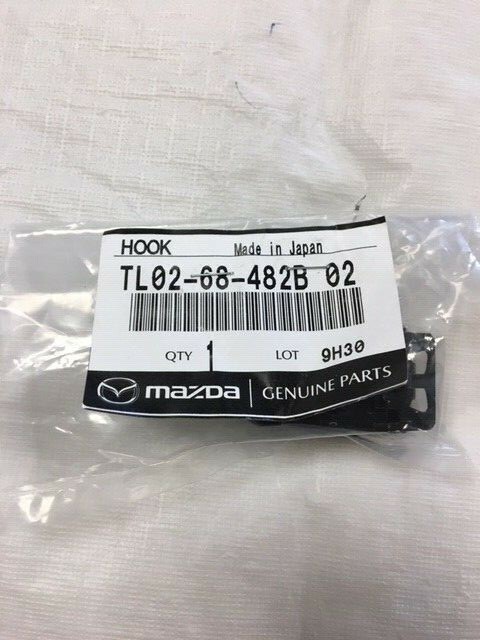 HOOK Made in Japan
TL02-68-482B 02
QTY 1 LOT 9H30
mazda GENUINE PARTS